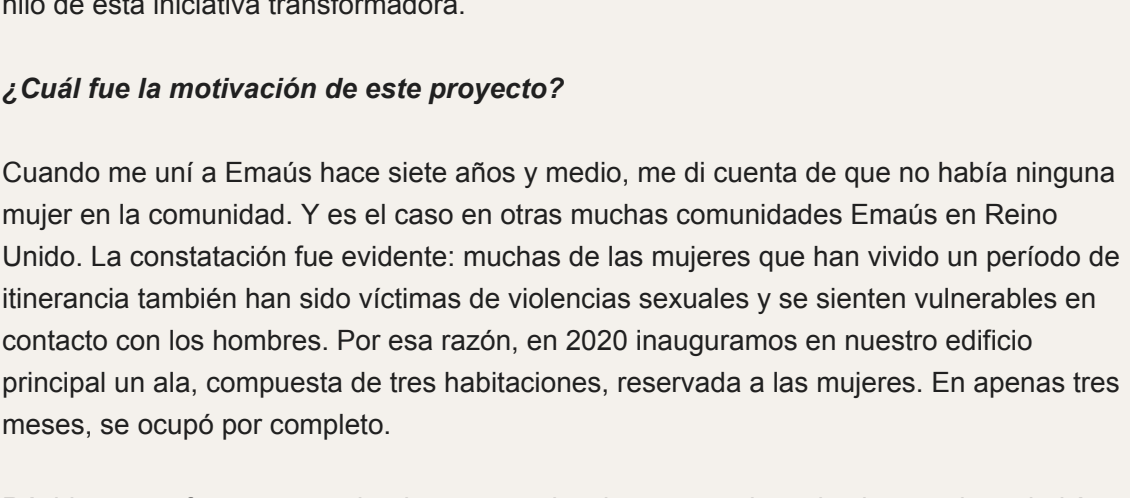 hilo de esta iniciativa transformadora.
¿Cuál fue la motivación de este proyecto?
Cuando me uní a Emaús hace siete años y medio, me di cuenta de que no había ninguna
mujer en la comunidad. Y es el caso en otras muchas comunidades Emaús en Reino
Unido. La constatación fue evidente: muchas de las mujeres que han vivido un período de
itinerancia también han sido víctimas de violencias sexuales y se sienten vulnerables en
contacto con los hombres. Por esa razón, en 2020 inauguramos en nuestro edificio
principal un ala, compuesta de tres habitaciones, reservada a las mujeres. En apenas tres
meses, se ocupó por completo.